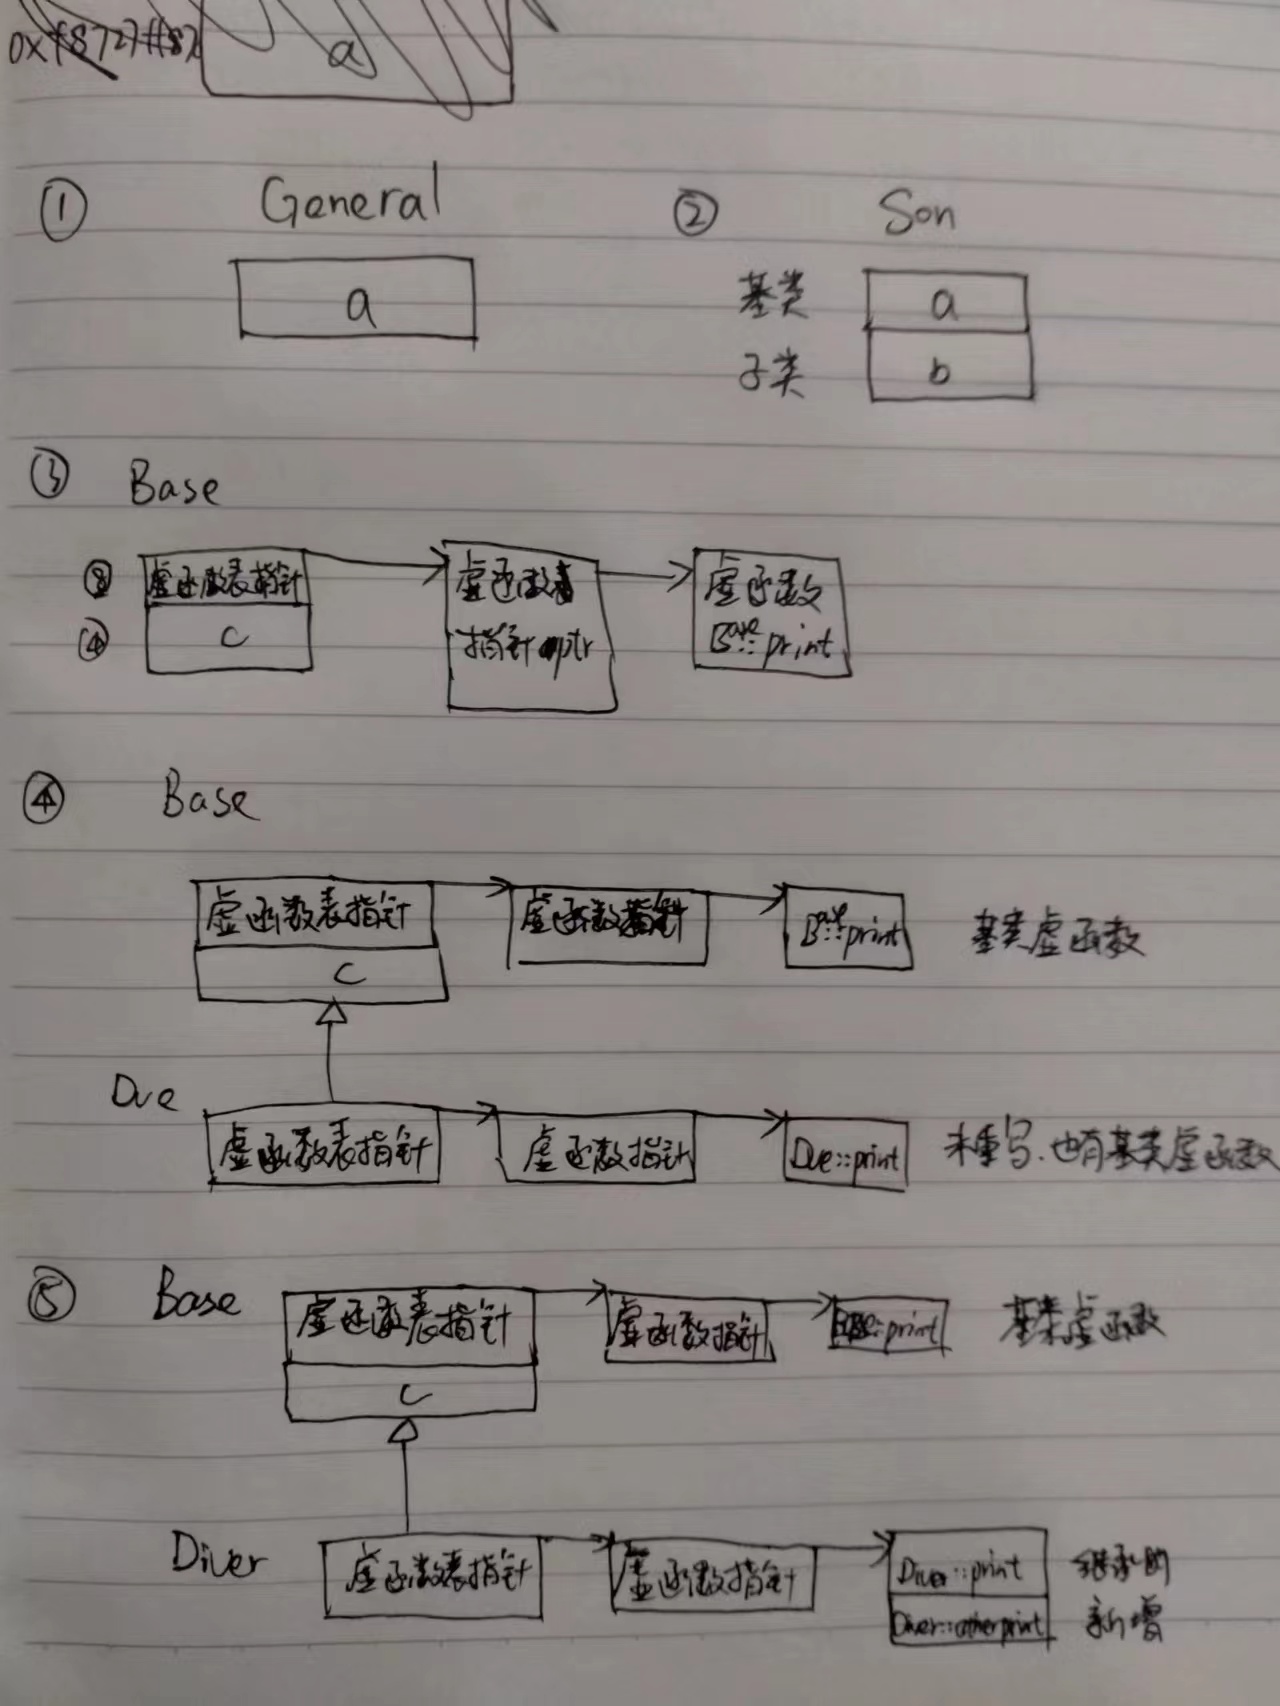 a
① General
a
② Son
基类 a
子类 b
③ Base
⑧ 虚函数表指针
④ c
虚函数表
指针 vptr
虚函数
Base::print
④ Base
虚函数表指针 虚函数指针 Base::print 基类虚函数
c
Due
虚函数表指针 虚函数指针 Due::print 未重写.也有基类虚函数
⑤ Base
虚函数表指针 虚函数指针 Base::print 基类虚函数
c
Diver
虚函数表指针 虚函数指针 Diver::print 继承的
Diver::otherprint 新增